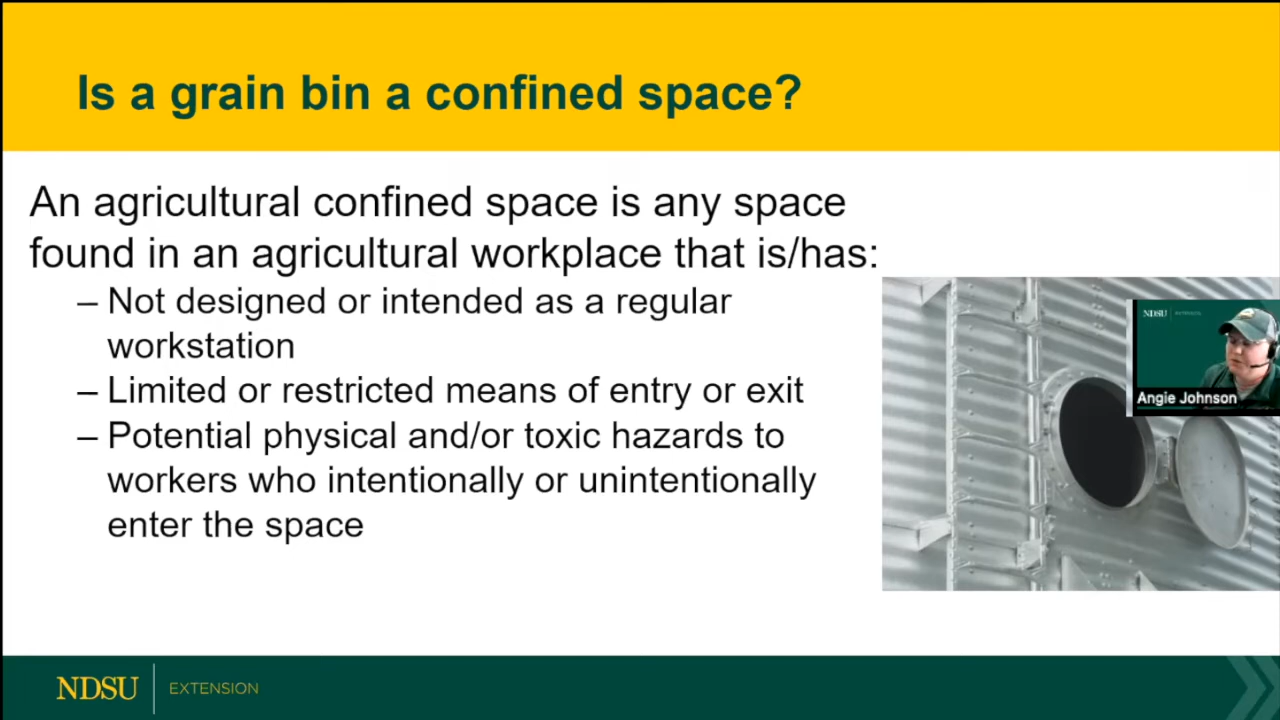 Is a grain bin a confined space?
An agricultural confined space is any space
found in an agricultural workplace that is/has:
– Not designed or intended as a regular
workstation
– Limited or restricted means of entry or exit
– Potential physical and/or toxic hazards to
workers who intentionally or unintentionally
enter the space
NDSU
Angie Johnson
NDSU EXTENSION